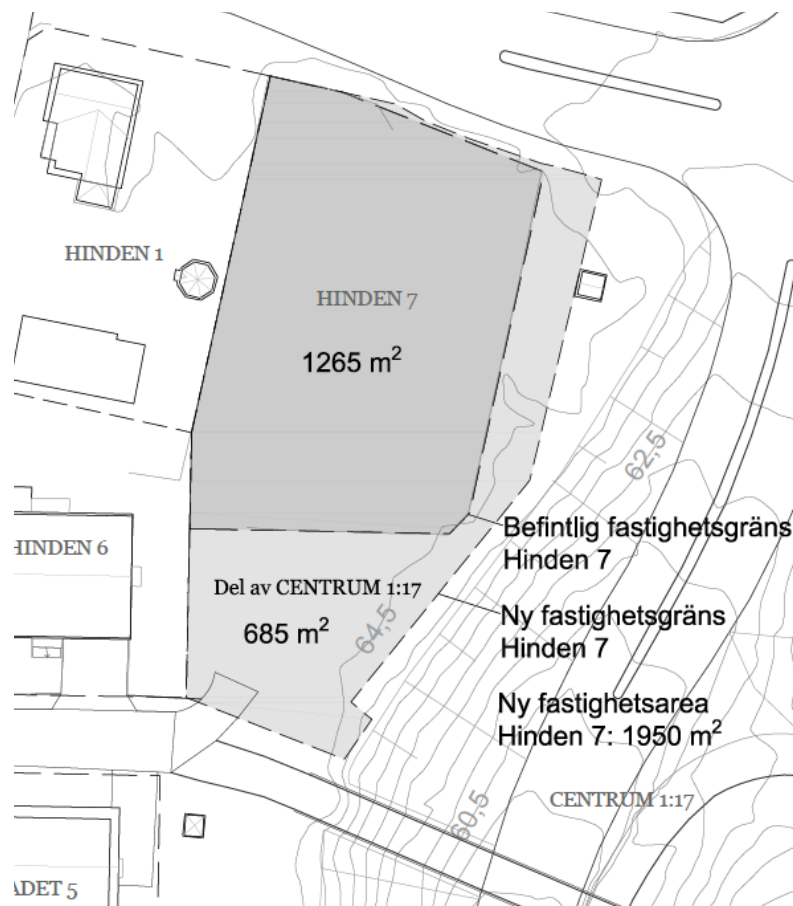 HINDEN 1
HINDEN 7
1265 m²
62,5
Befintlig fastighetsgräns
Hinden 7
HINDEN 6
Del av CENTRUM 1:17
685 m²
64,5
Ny fastighetsgräns
Hinden 7
Ny fastighetsarea
Hinden 7: 1950 m²
CENTRUM 1:17
60,5
ADET 5